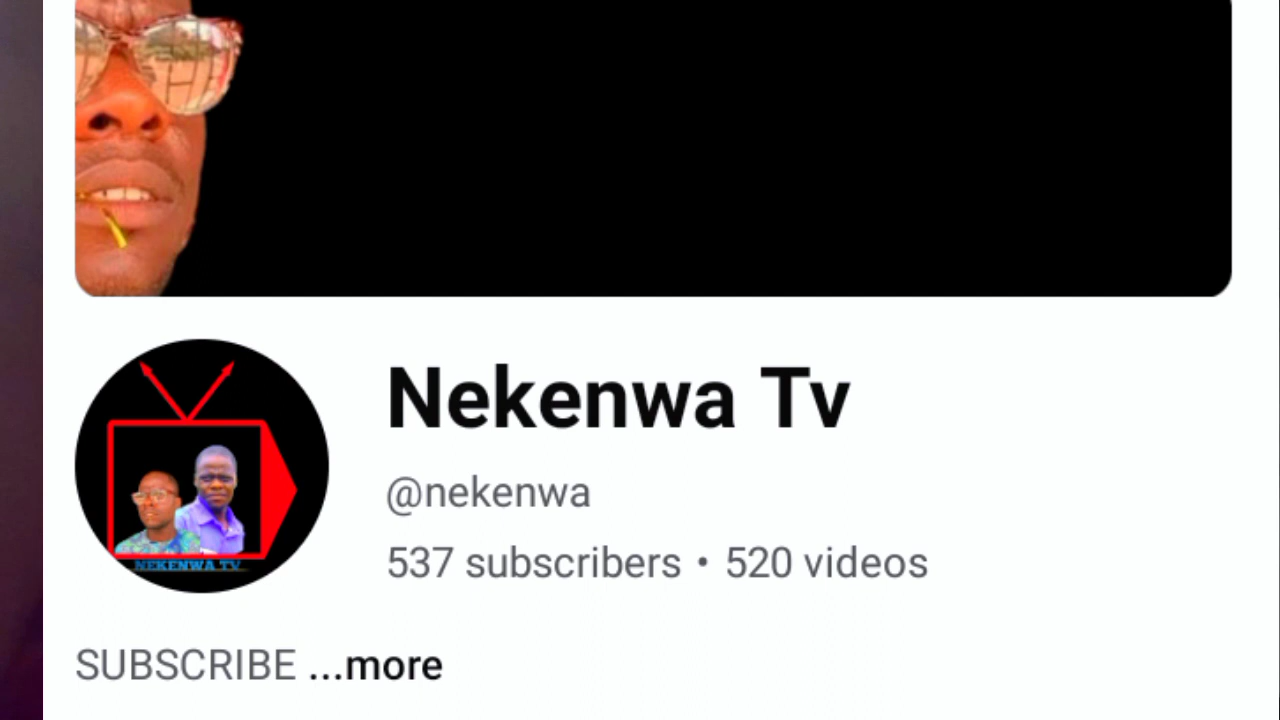 Nekenwa Tv
@nekenwa
537 subscribers • 520 videos
NEKENWA TV
SUBSCRIBE ...more